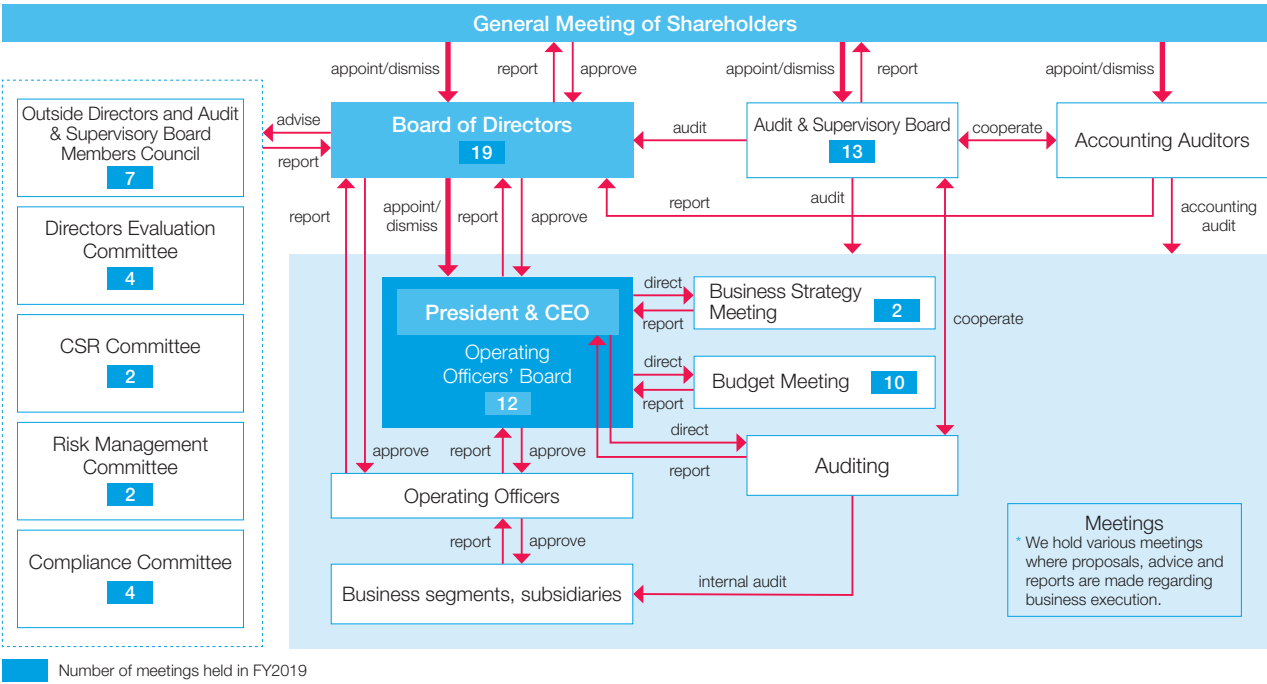 General Meeting of Shareholders
appoint/dismiss
report
approve
appoint/dismiss
report
appoint/dismiss
Outside Directors and Audit
& Supervisory Board
Members Council
7
advise
report
Board of Directors
19
audit
Audit & Supervisory Board
13
cooperate
Accounting Auditors
Directors Evaluation
Committee
4
report
appoint/
dismiss
report
approve
report
audit
accounting
audit
CSR Committee
2
President & CEO
Operating
Officers' Board
12
direct
report
Business Strategy
Meeting
2
cooperate
direct
report
Budget Meeting
10
Risk Management
Committee
2
approve
report
approve
direct
report
Auditing
Operating Officers
Compliance Committee
4
report
approve
Business segments, subsidiaries
internal audit
Meetings
* We hold various meetings
where proposals, advice and
reports are made regarding
business execution.
Number of meetings held in FY2019